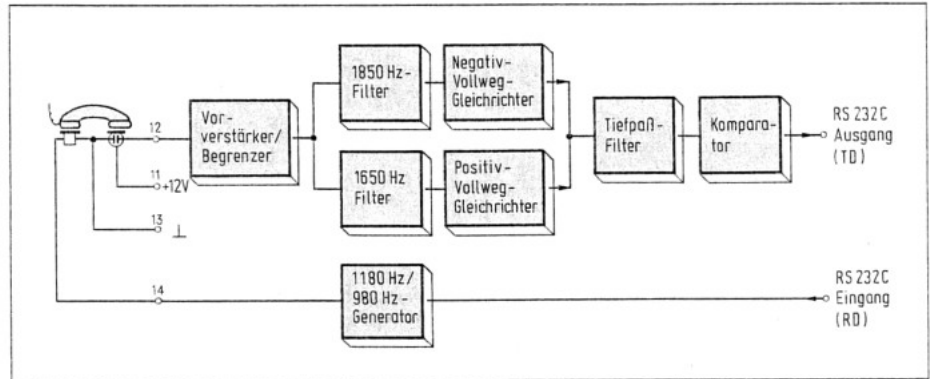 1850 Hz-
Filter
Negativ-
Vollweg-
Gleichrichter
12
Vor-
verstärker/
Begrenzer
Tiefpaß-
Filter
Kompara-
tor
RS 232C
Ausgang
(TD)
11
+12V
1650 Hz
Filter
Positiv-
Vollweg-
Gleichrichter
13
14
1180 Hz/
980 Hz-
Generator
RS 232C
Eingang
(RD)